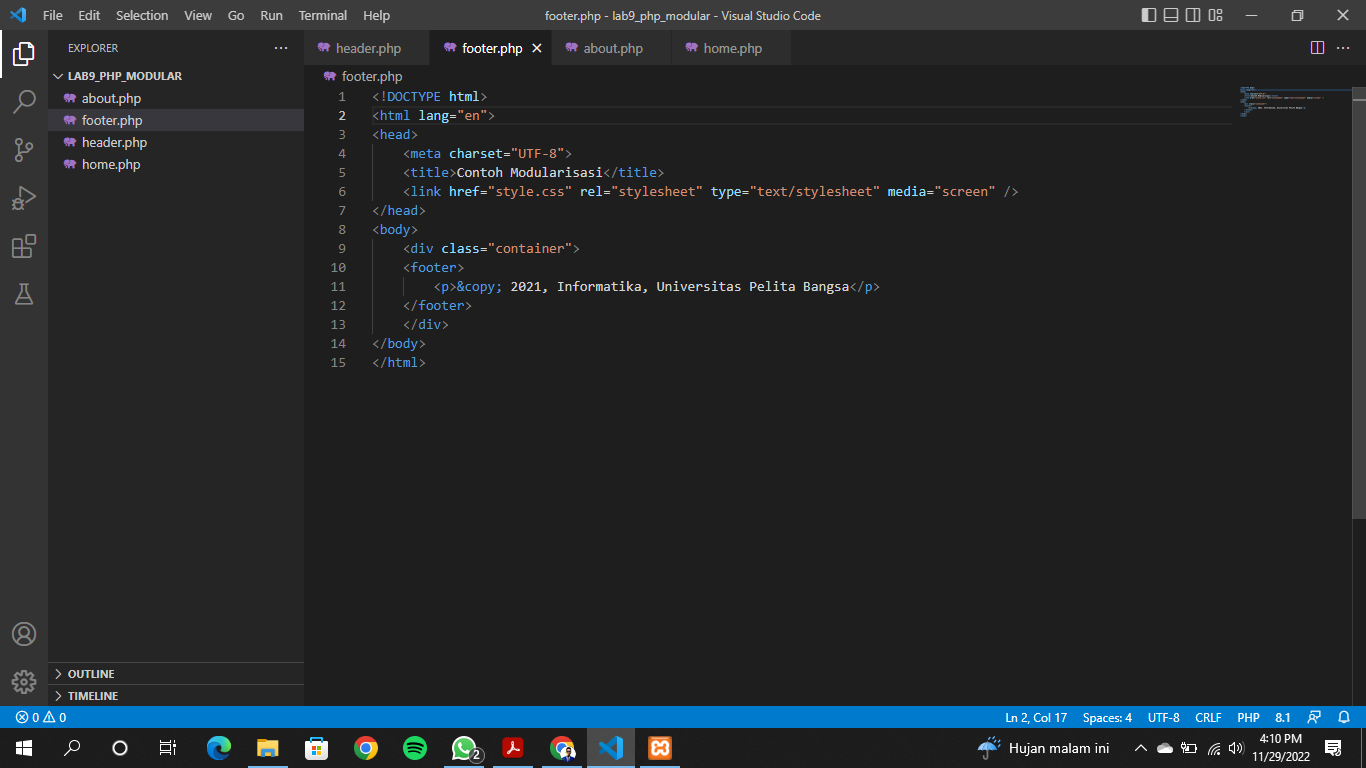 File Edit Selection View Go Run Terminal Help footer.php - lab9_php_modular - Visual Studio Code
EXPLORER
LAB9_PHP_MODULAR
about.php
footer.php
header.php
home.php
OUTLINE
TIMELINE
header.php footer.php about.php home.php
footer.php
1 <!DOCTYPE html>
2 <html lang="en">
3 <head>
4     <meta charset="UTF-8">
5     <title>Contoh Modularisasi</title>
6     <link href="style.css" rel="stylesheet" type="text/stylesheet" media="screen" />
7 </head>
8 <body>
9     <div class="container">
10     <footer>
11         <p>&copy; 2021, Informatika, Universitas Pelita Bangsa</p>
12     </footer>
13     </div>
14 </body>
15 </html>
0 0 Ln 2, Col 17 Spaces: 4 UTF-8 CRLF PHP 8.1
2 Hujan malam ini 4:10 PM
11/29/2022